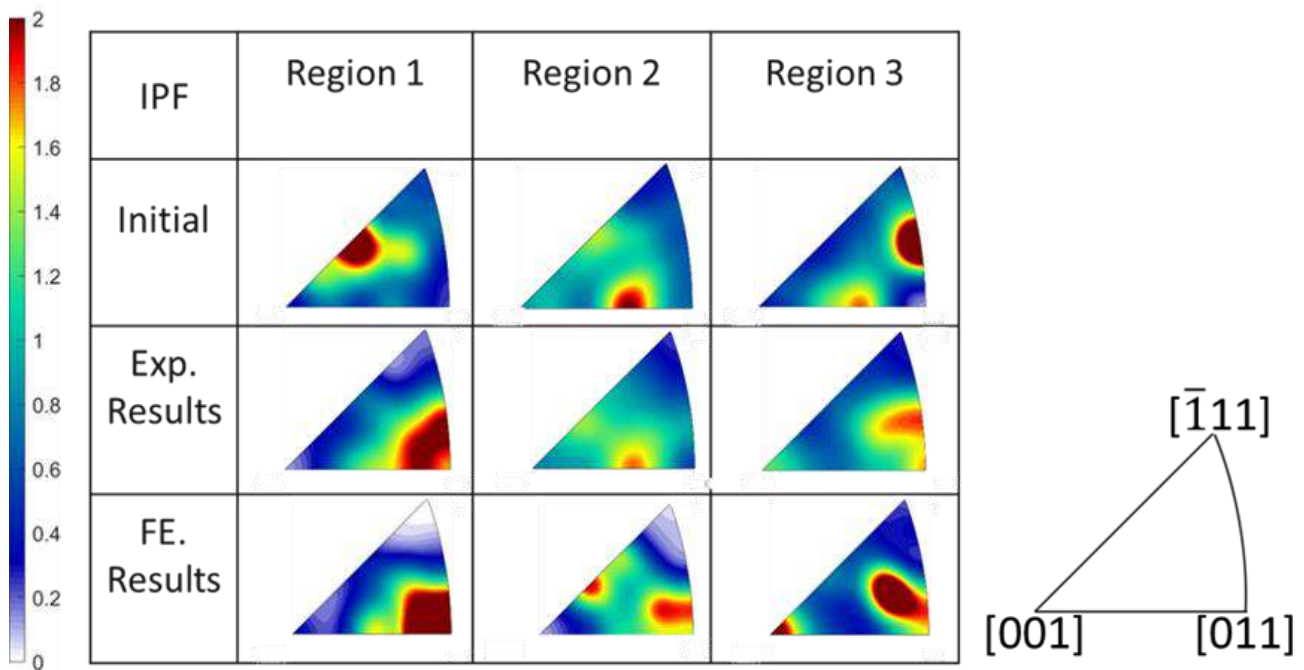 2
1.8
1.6
1.4
1.2
1
0.8
0.6
0.4
0.2
0
IPF
Region 1
Region 2
Region 3
Initial
Exp.
Results
FE.
Results
[1̅11]
[001]
[011]